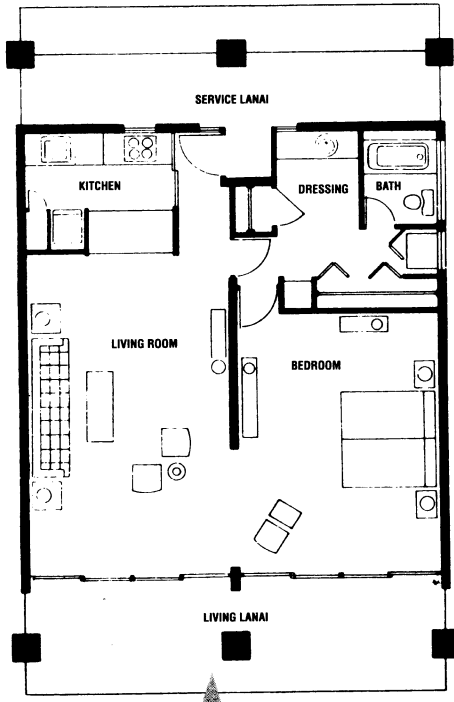 SERVICE LANAI
KITCHEN
DRESSING
BATH
LIVING ROOM
BEDROOM
LIVING LANAI